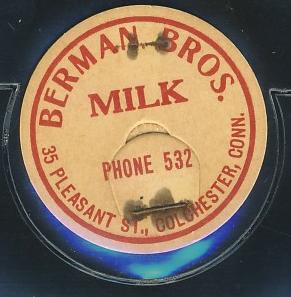 BERMAN BROS.
MILK
PHONE 532
35 PLEASANT ST., COLCHESTER, CONN.